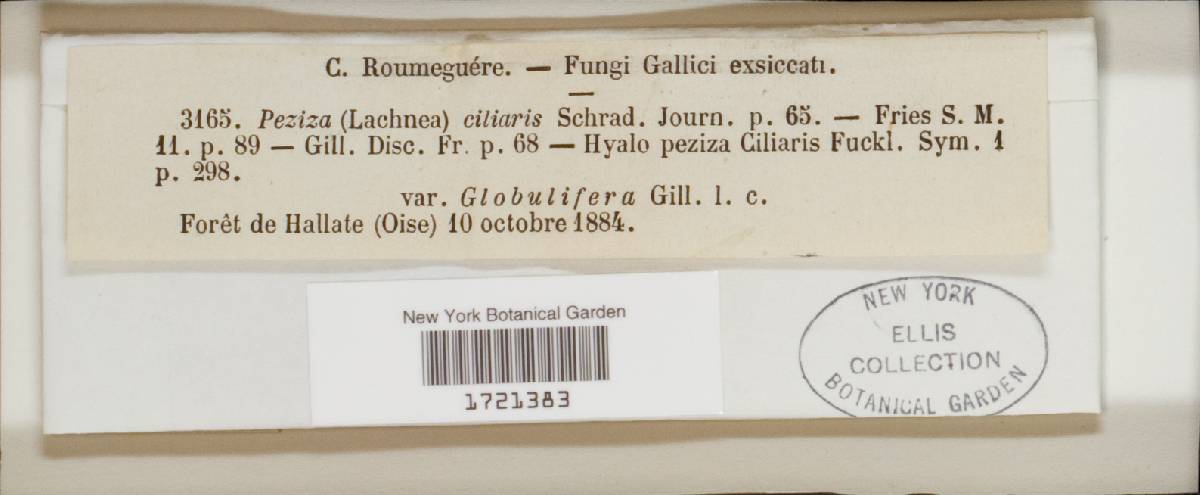 C. Roumeguére. — Fungi Gallici exsiccati.
3165. Peziza (Lachnea) ciliaris Schrad. Journ. p. 65. — Fries S. M.
11. p. 89 — Gill. Disc. Fr. p. 68 — Hyalo peziza Ciliaris Fuckl. Sym. 1
p. 298.
var. Globulifera Gill. l. c.
Forêt de Hallate (Oise) 10 octobre 1884.
New York Botanical Garden
1721383
NEW YORK
ELLIS
COLLECTION
BOTANICAL GARDEN